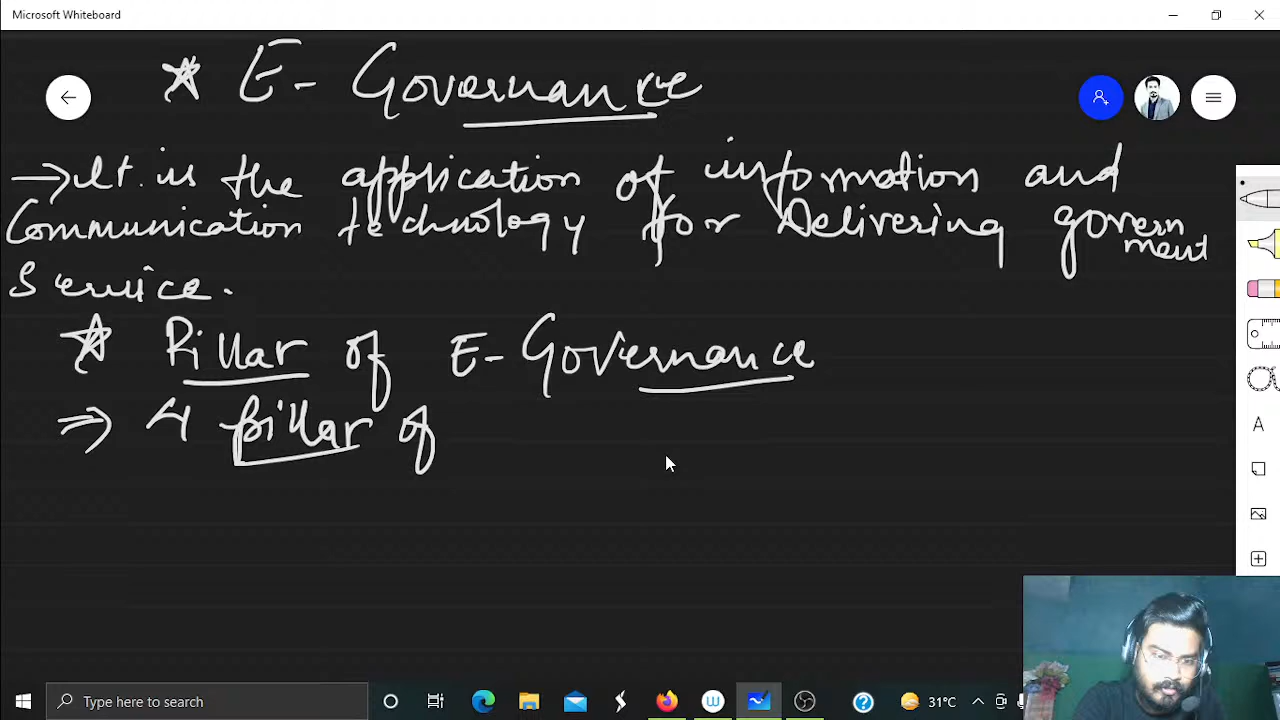 Microsoft Whiteboard
E-Governance
→ It is the application of information and
Communication technology for Delivering government
Service.
Pillar of E-Governance
⇒ 4 pillar of
A
Type here to search
31°C